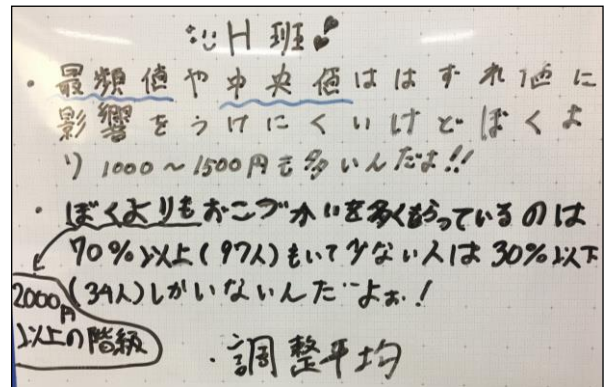 H班
・最頻値や中央値ははずれ値に
影響をうけにくいけどぼくよ
り1000~1500円も多いんだよ!!
・ぼくよりもおこづかいを多くもらっているのは
70%以上(97人)もいて少ない人は30%以下
(34人)しかいないんだよぉ!
2000円
以上の階級
・調整平均